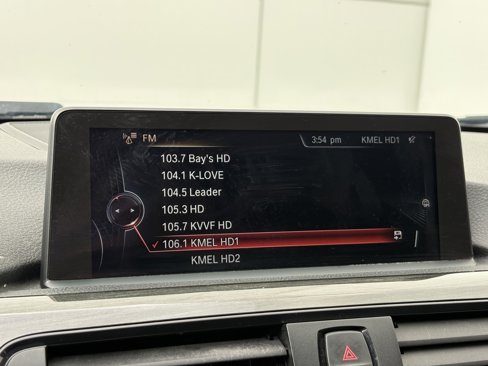 FM
3:54 pm
KMEL HD1
103.7 Bay's HD
104.1 K-LOVE
104.5 Leader
105.3 HD
105.7 KVVF HD
106.1 KMEL HD1
KMEL HD2